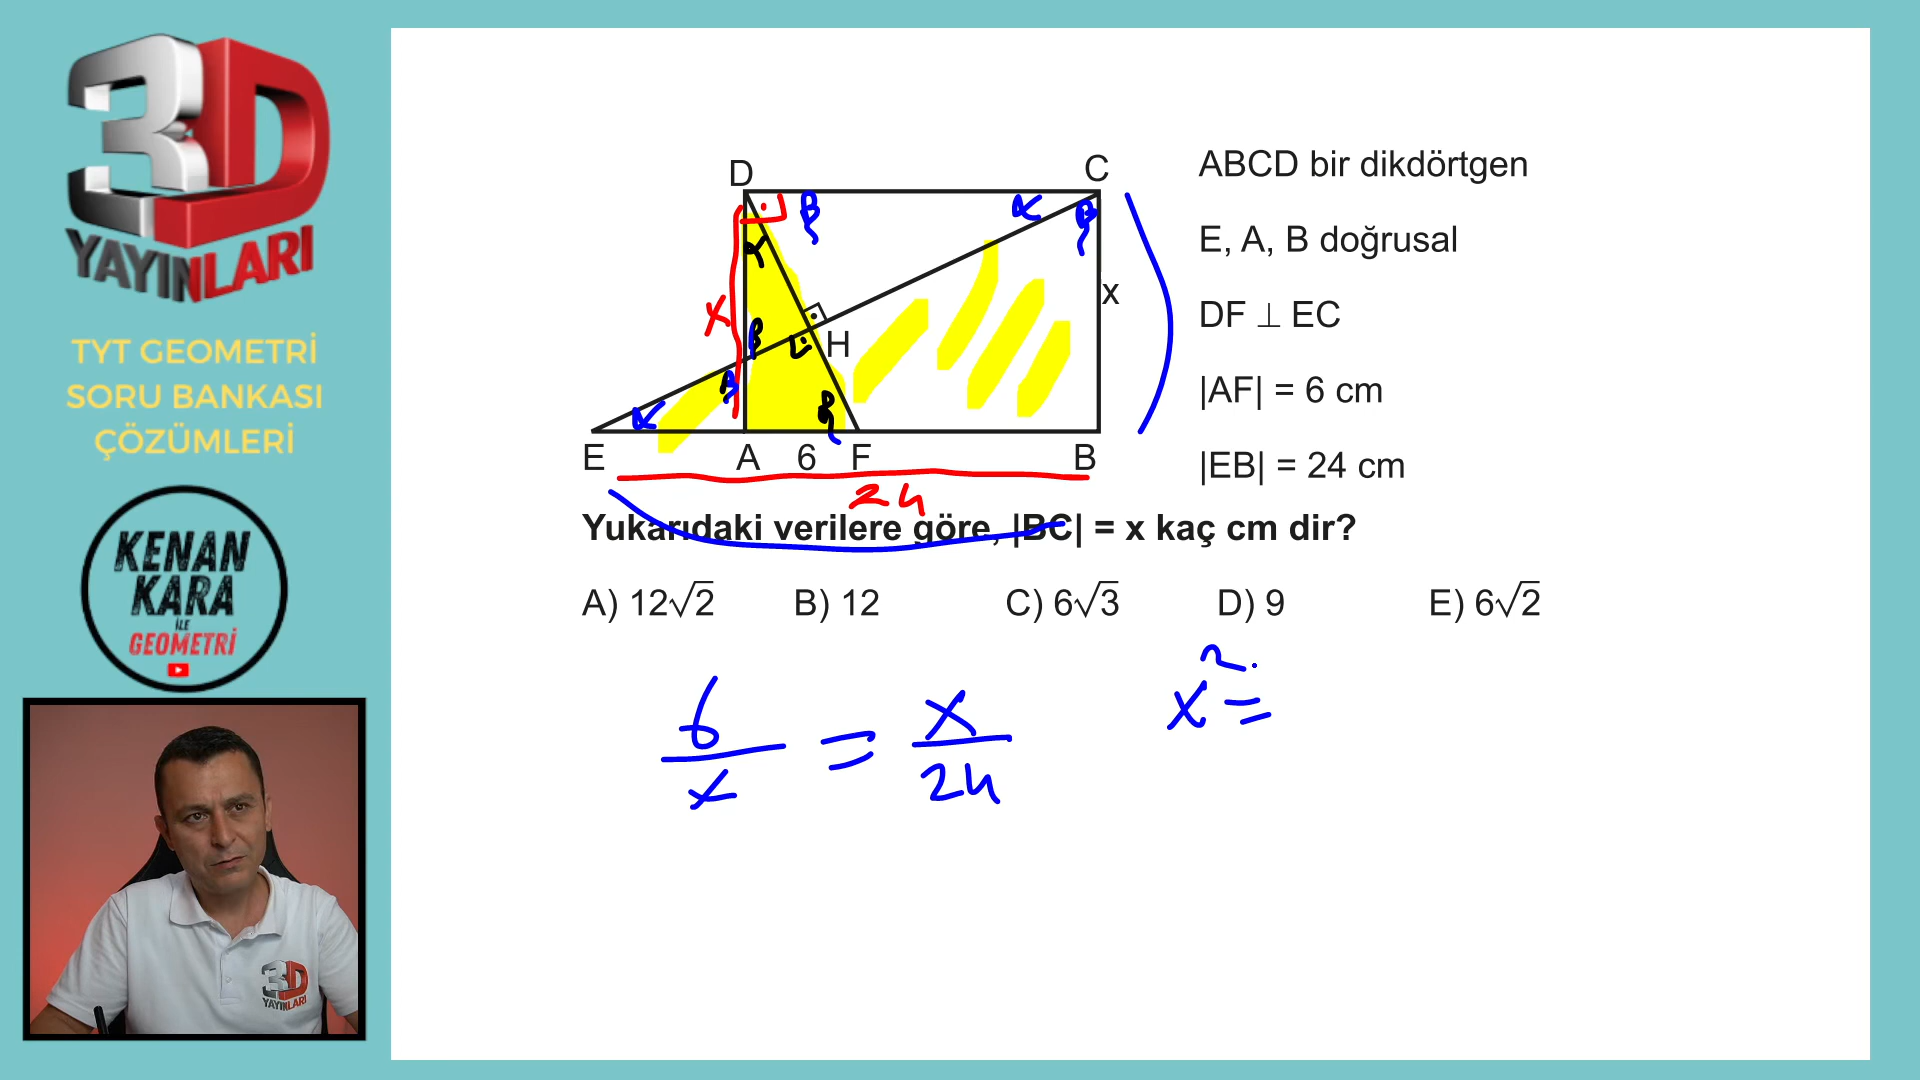 3D
YAYINLARI
TYT GEOMETRİ
SORU BANKASI
ÇÖZÜMLERİ
KENAN
KARA
İLE
GEOMETRİ
3D
YAYINLARI
D C
β α β
α
x β H x
β
α β
E A 6 F B
24
ABCD bir dikdörtgen
E, A, B doğrusal
DF ⊥ EC
|AF| = 6 cm
|EB| = 24 cm
Yukarıdaki verilere göre, |BC| = x kaç cm dir?
A) 12√2 B) 12 C) 6√3 D) 9 E) 6√2
6/x = x/24
x² =